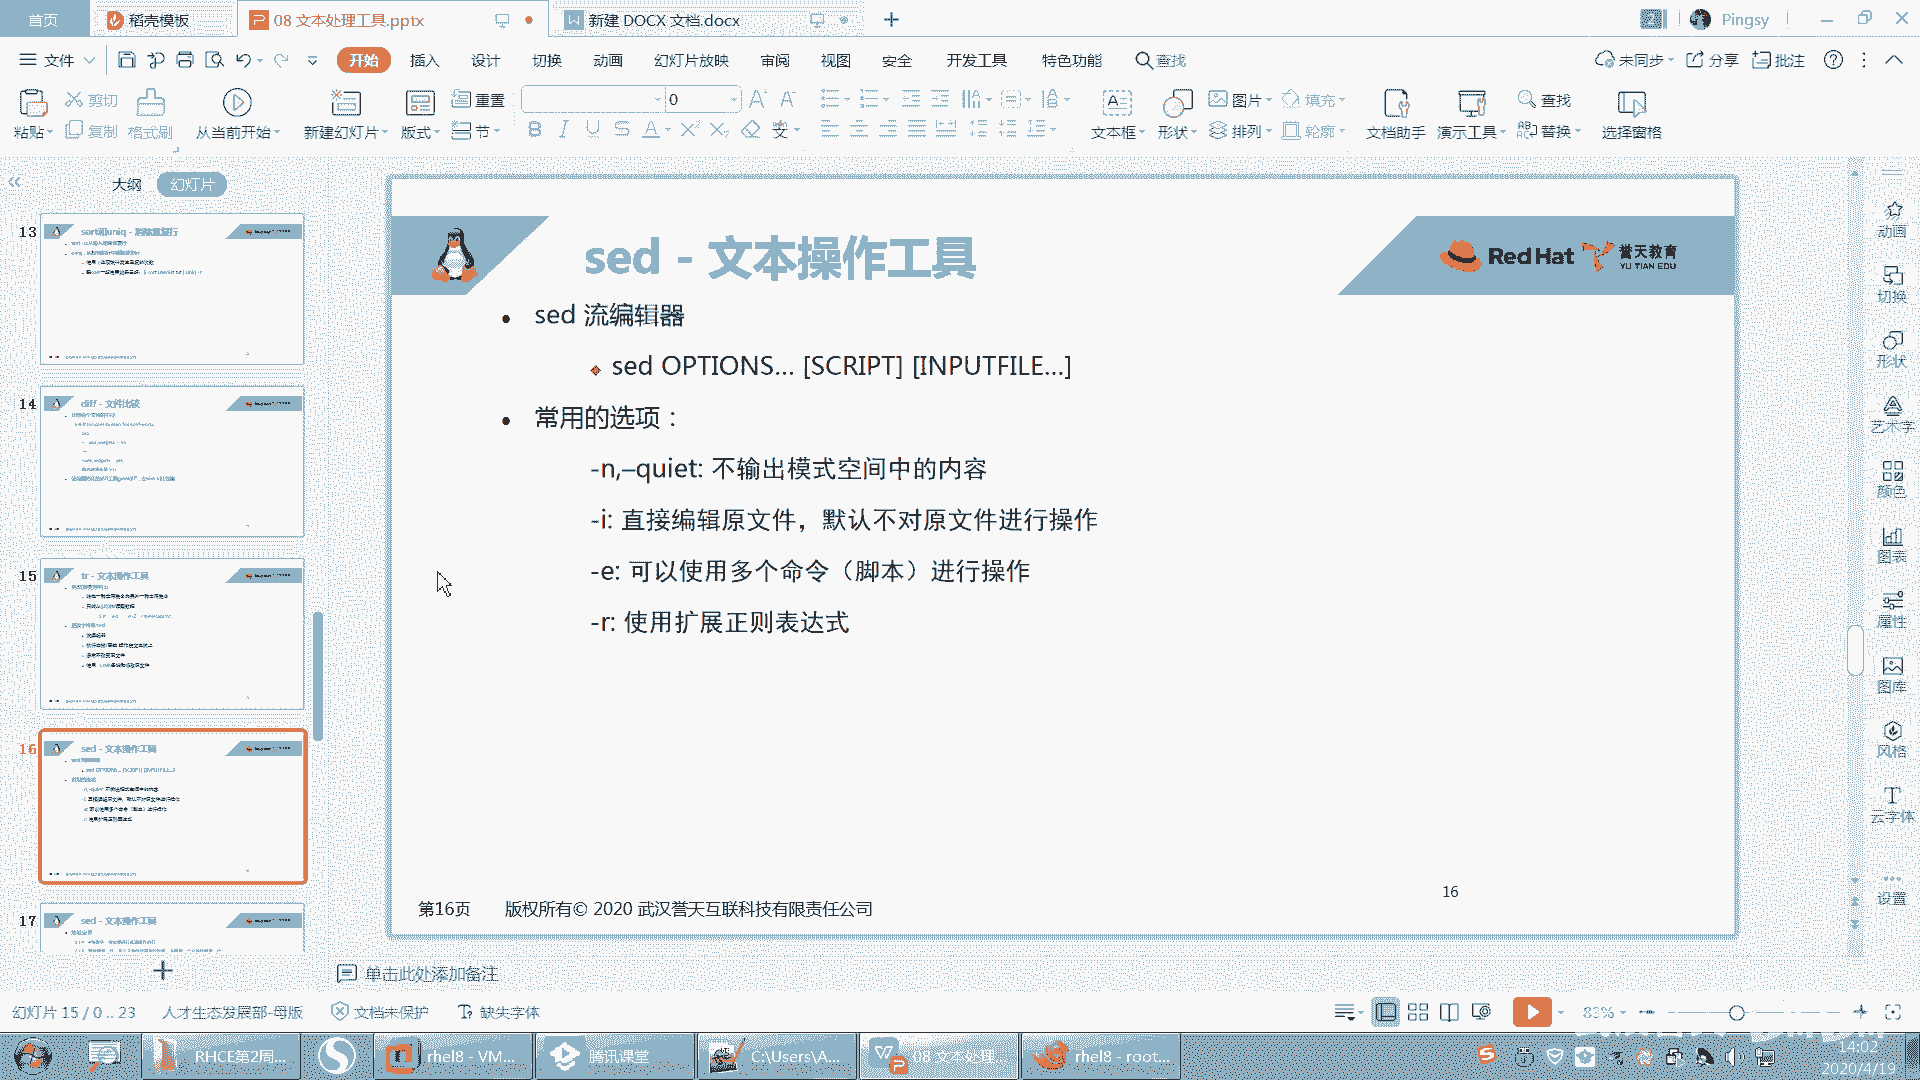 首页
稻壳模板
08 文本处理工具.pptx
新建 DOCX 文档.docx
Pingsy
文件
开始
插入
设计
切换
动画
幻灯片放映
审阅
视图
安全
开发工具
特色功能
查找
未同步
分享
批注
粘贴
剪切
复制
格式刷
从当前开始
新建幻灯片
版式
重置
节
0
文本框
形状
图片
排列
填充
轮廓
文档助手
演示工具
查找
替换
选择窗格
大纲
幻灯片
13
sort和uniq - 消除重复行
14
diff - 文件比较
15
tr - 文本操作工具
16
sed - 文本操作工具
17
sed - 文本操作工具
sed - 文本操作工具
RedHat
誉天教育
YU TIAN EDU
sed 流编辑器
sed OPTIONS... [SCRIPT] [INPUTFILE...]
常用的选项：
-n,–quiet: 不输出模式空间中的内容
-i: 直接编辑原文件，默认不对原文件进行操作
-e: 可以使用多个命令（脚本）进行操作
-r: 使用扩展正则表达式
16
第16页
版权所有© 2020 武汉誉天互联科技有限责任公司
动画
切换
形状
艺术字
颜色
图表
属性
图库
风格
云字体
设置
单击此处添加备注
幻灯片 15 / 0 .. 23
人才生态发展部-母版
文档未保护
缺失字体
83%
RHCE第2周...
rhel8 - VM...
腾讯课堂
C:\Users\A...
08 文本处理...
rhel8 - root...
14:02
2020/4/19